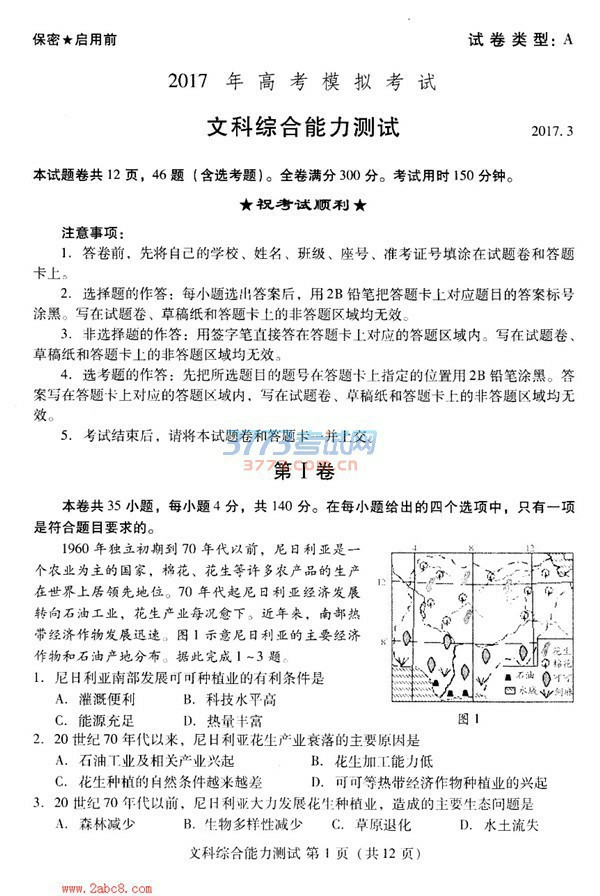 保密★启用前
试卷类型：A
2017 年高考模拟考试
文科综合能力测试
2017.3
本试题卷共 12 页，46 题（含选考题）。全卷满分 300 分。考试用时 150 分钟。
★祝考试顺利★
注意事项：
1. 答卷前，先将自己的学校、姓名、班级、座号、准考证号填涂在试题卷和答题
卡上。
2. 选择题的作答：每小题选出答案后，用 2B 铅笔把答题卡上对应题目的答案标号
涂黑。写在试题卷、草稿纸和答题卡上的非答题区域均无效。
3. 非选择题的作答：用签字笔直接答在答题卡上对应的答题区域内。写在试题卷、
草稿纸和答题卡上的非答题区域均无效。
4. 选考题的作答：先把所选题目的题号在答题卡上指定的位置用 2B 铅笔涂黑。答
案写在答题卡上对应的答题区域内，写在试题卷、草稿纸和答题卡上的非答题区域均无
效。
5. 考试结束后，请将本试题卷和答题卡一并上交。
3773考试网
3773.com.cn
第 I 卷
本卷共 35 小题，每小题 4 分，共 140 分。在每小题给出的四个选项中，只有一项
是符合题目要求的。
1960 年独立初期到 70 年代以前，尼日利亚是一
个农业为主的国家，棉花、花生等许多农产品的生产
在世界上居领先地位。70 年代起尼日利亚经济发展
转向石油工业，花生产业每况愈下。近年来，南部热
带经济作物发展迅速。图 1 示意尼日利亚的主要经济
作物和石油产地分布。据此完成 1~3 题。
4
8
12
12
8
花生
棉花
石油
可可
水域
剑麻
图 1
1. 尼日利亚南部发展可可种植业的有利条件是
A. 灌溉便利 B. 科技水平高
C. 能源充足 D. 热量丰富
2. 20 世纪 70 年代以来，尼日利亚花生产业衰落的主要原因是
A. 石油工业及相关产业兴起 B. 花生加工能力低
C. 花生种植的自然条件越来越差 D. 可可等热带经济作物种植业的兴起
3. 20 世纪 70 年代以前，尼日利亚大力发展花生种植业，造成的主要生态问题是
A. 森林减少 B. 生物多样性减少 C. 草原退化 D. 水土流失
文科综合能力测试 第 1 页（共 12 页）
www.2abc8.com